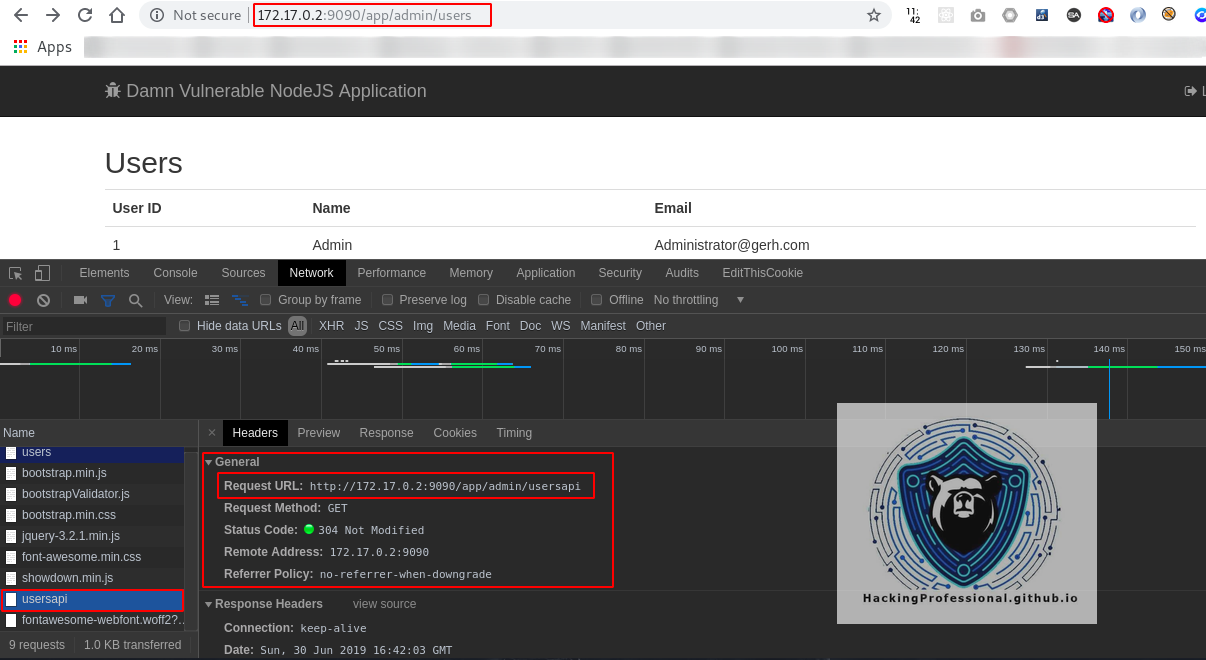 Not secure 172.17.0.2:9090/app/admin/users 11:42
Apps
Damn Vulnerable NodeJS Application
Users
User ID Name Email
1 Admin Administrator@gerh.com
Elements Console Sources Network Performance Memory Application Security Audits EditThisCookie
View: Group by frame Preserve log Disable cache Offline No throttling
Filter Hide data URLs All XHR JS CSS Img Media Font Doc WS Manifest Other
10 ms 20 ms 30 ms 40 ms 50 ms 60 ms 70 ms 80 ms 90 ms 100 ms 110 ms 120 ms 130 ms 140 ms 150 ms
Name
users
bootstrap.min.js
bootstrapValidator.js
bootstrap.min.css
jquery-3.2.1.min.js
font-awesome.min.css
showdown.min.js
usersapi
fontawesome-webfont.woff2?..
9 requests 1.0 KB transferred
× Headers Preview Response Cookies Timing
General
Request URL: http://172.17.0.2:9090/app/admin/usersapi
Request Method: GET
Status Code: 304 Not Modified
Remote Address: 172.17.0.2:9090
Referrer Policy: no-referrer-when-downgrade
Response Headers view source
Connection: keep-alive
Date: Sun, 30 Jun 2019 16:42:03 GMT
HackingProfessional.github.io